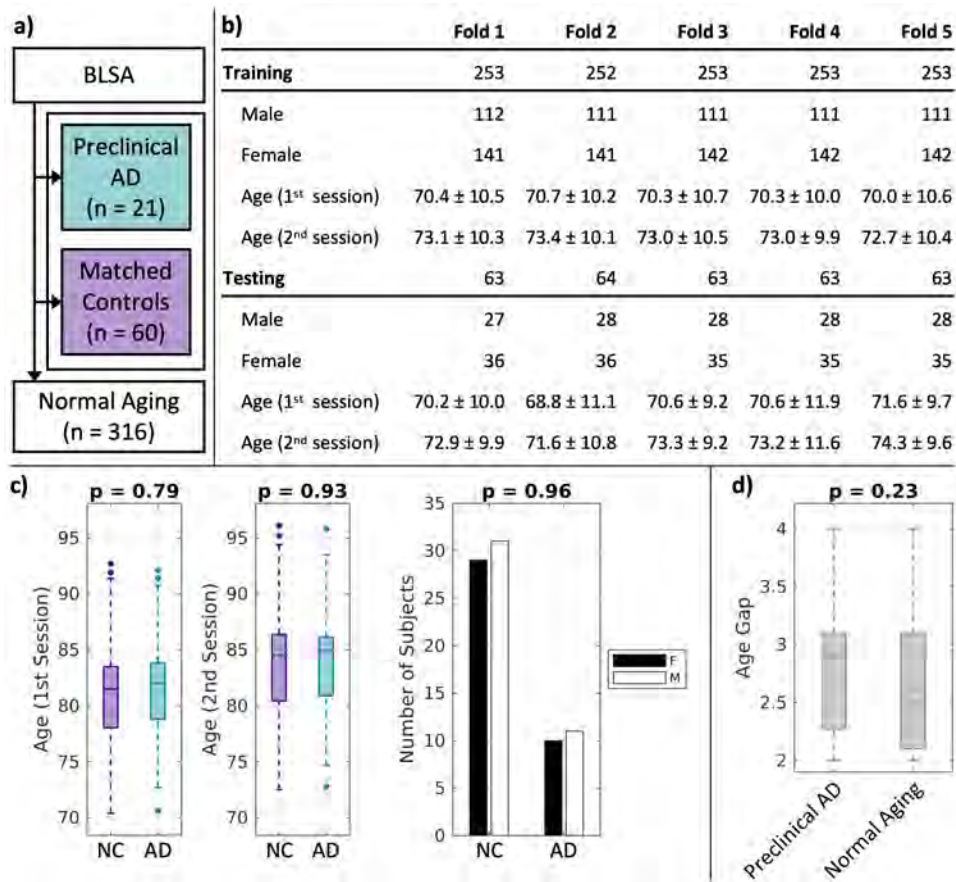 a)
BLSA
Preclinical
AD
(n = 21)
Matched
Controls
(n = 60)
Normal Aging
(n = 316)
b)
Fold 1 Fold 2 Fold 3 Fold 4 Fold 5
Training 253 252 253 253 253
Male 112 111 111 111 111
Female 141 141 142 142 142
Age (1st session) 70.4 ± 10.5 70.7 ± 10.2 70.3 ± 10.7 70.3 ± 10.0 70.0 ± 10.6
Age (2nd session) 73.1 ± 10.3 73.4 ± 10.1 73.0 ± 10.5 73.0 ± 9.9 72.7 ± 10.4
Testing 63 64 63 63 63
Male 27 28 28 28 28
Female 36 36 35 35 35
Age (1st session) 70.2 ± 10.0 68.8 ± 11.1 70.6 ± 9.2 70.6 ± 11.9 71.6 ± 9.7
Age (2nd session) 72.9 ± 9.9 71.6 ± 10.8 73.3 ± 9.2 73.2 ± 11.6 74.3 ± 9.6
c)
p = 0.79
Age (1st Session)
95
90
85
80
75
70
NC AD
p = 0.93
Age (2nd Session)
95
90
85
80
75
70
NC AD
p = 0.96
Number of Subjects
35
30
25
20
15
10
5
0
NC AD
F
M
d)
p = 0.23
Age Gap
4
3.5
3
2.5
2
Preclinical AD
Normal Aging